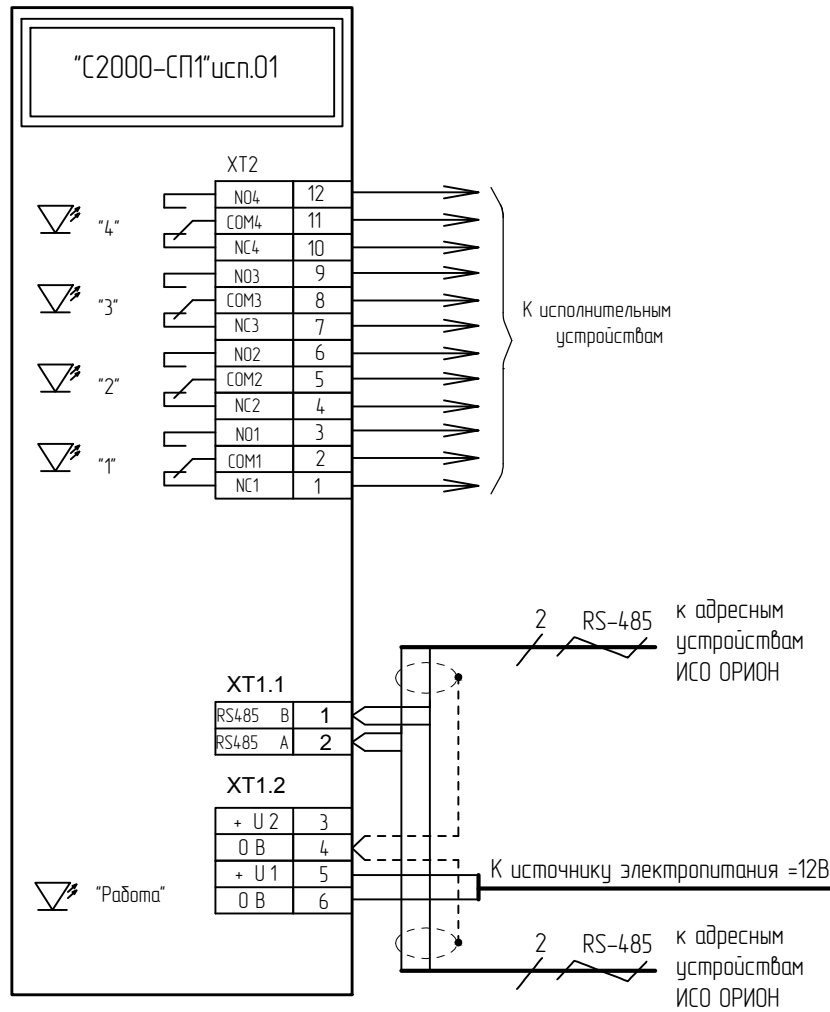 "С2000-СП1"исп.01
XT2
NO4 12
"4" COM4 11
NC4 10
NO3 9
"3" COM3 8
NC3 7
NO2 6
"2" COM2 5
NC2 4
NO1 3
"1" COM1 2
NC1 1
К исполнительным
устройствам
2 RS-485
к адресным
устройствам
ИСО ОРИОН
XT1.1
RS485 B 1
RS485 A 2
XT1.2
+ U 2 3
0 В 4
+ U 1 5
0 В 6
"Работа"
К источнику электропитания =12В
2 RS-485
к адресным
устройствам
ИСО ОРИОН